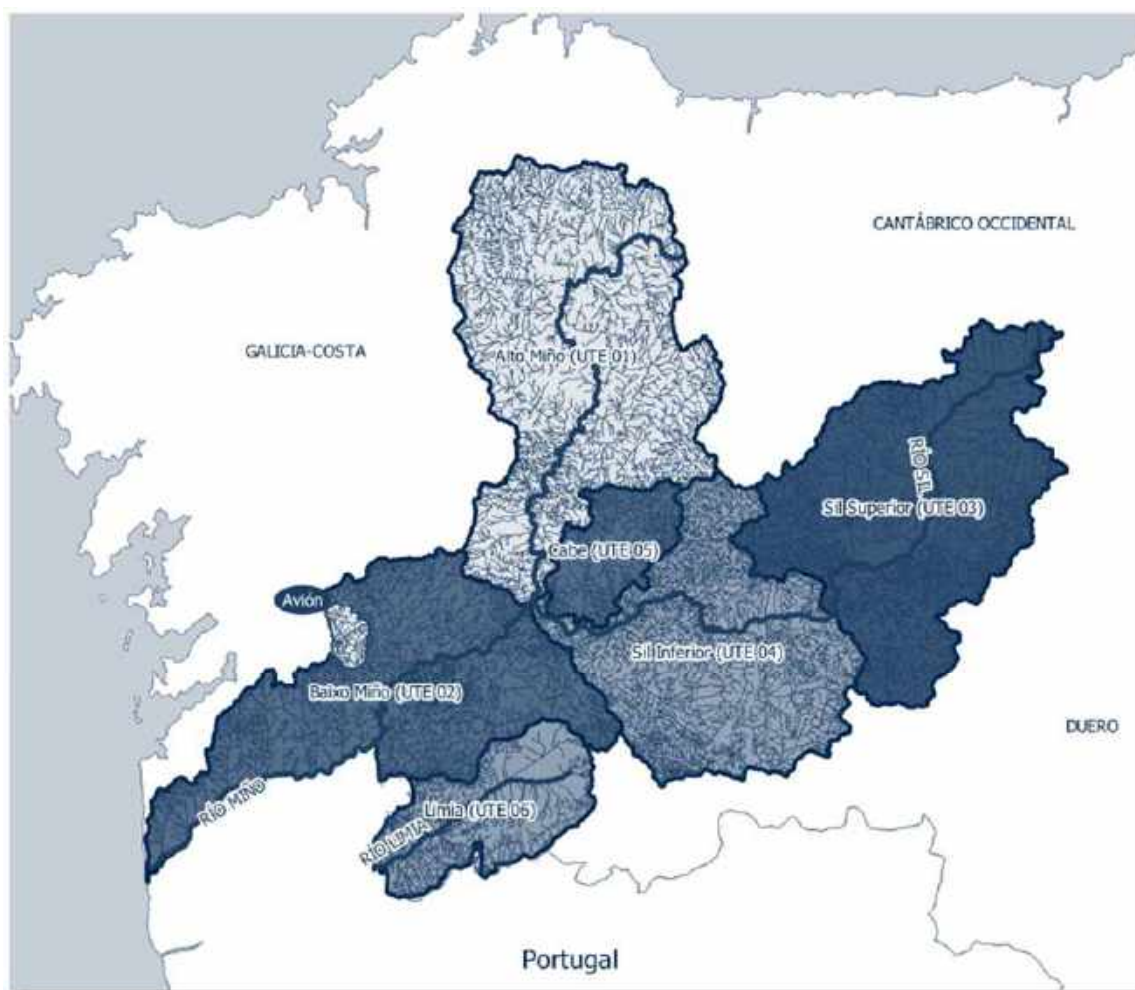 CANTÁBRICO OCCIDENTAL
GALICIA-COSTA
Alto Miño (UTE 01)
RÍO SIL
Sil Superior (UTE 03)
Cabe (UTE 05)
Avión
Sil Inferior (UTE 04)
Baixo Miño (UTE 02)
DUERO
RÍO MIÑO
Limia (UTE 06)
RÍO LIMIA
Portugal